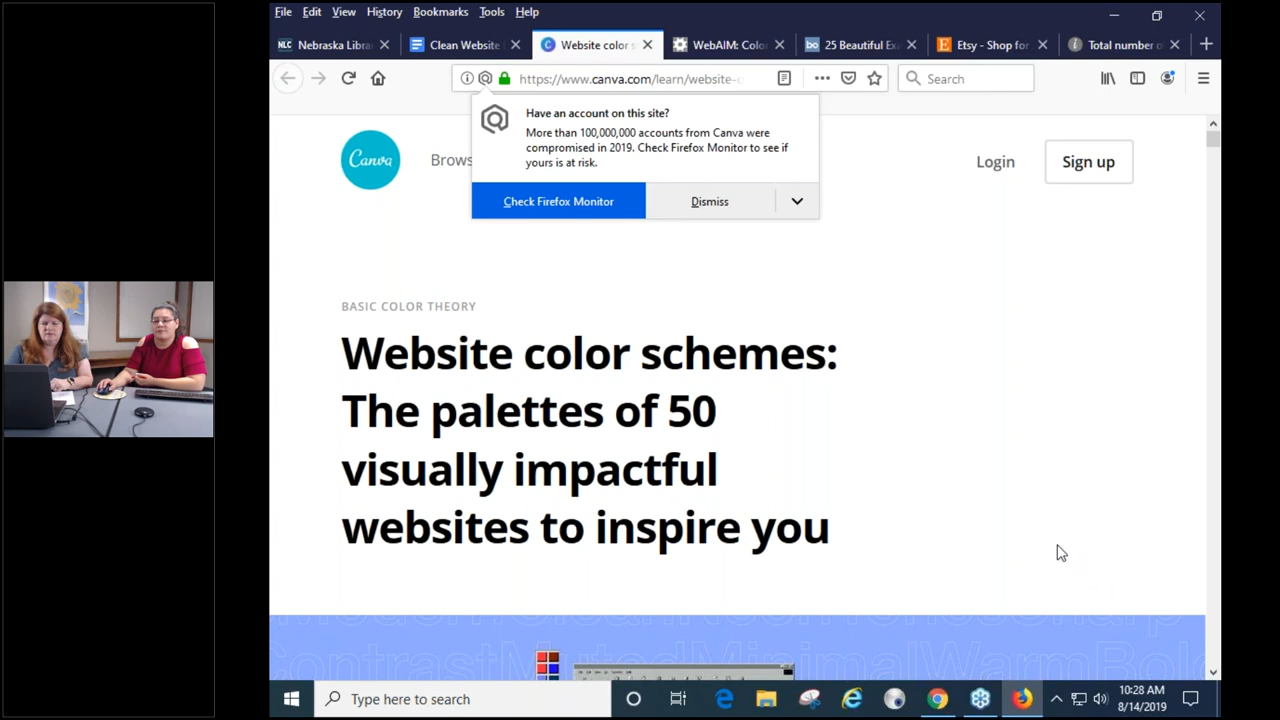 File Edit View History Bookmarks Tools Help
NLC Nebraska Libra
Clean Website
Website color s
WebAIM: Colo
bo 25 Beautiful Ex
E Etsy - Shop for
Total number o
https://www.canva.com/learn/website-c
Search
Have an account on this site?
More than 100,000,000 accounts from Canva were
compromised in 2019. Check Firefox Monitor to see if
yours is at risk.
Check Firefox Monitor
Dismiss
Canva
Brows
Login
Sign up
BASIC COLOR THEORY
Website color schemes:
The palettes of 50
visually impactful
websites to inspire you
ContrastMutedMinimalWarmBold
Type here to search
10:28 AM
8/14/2019